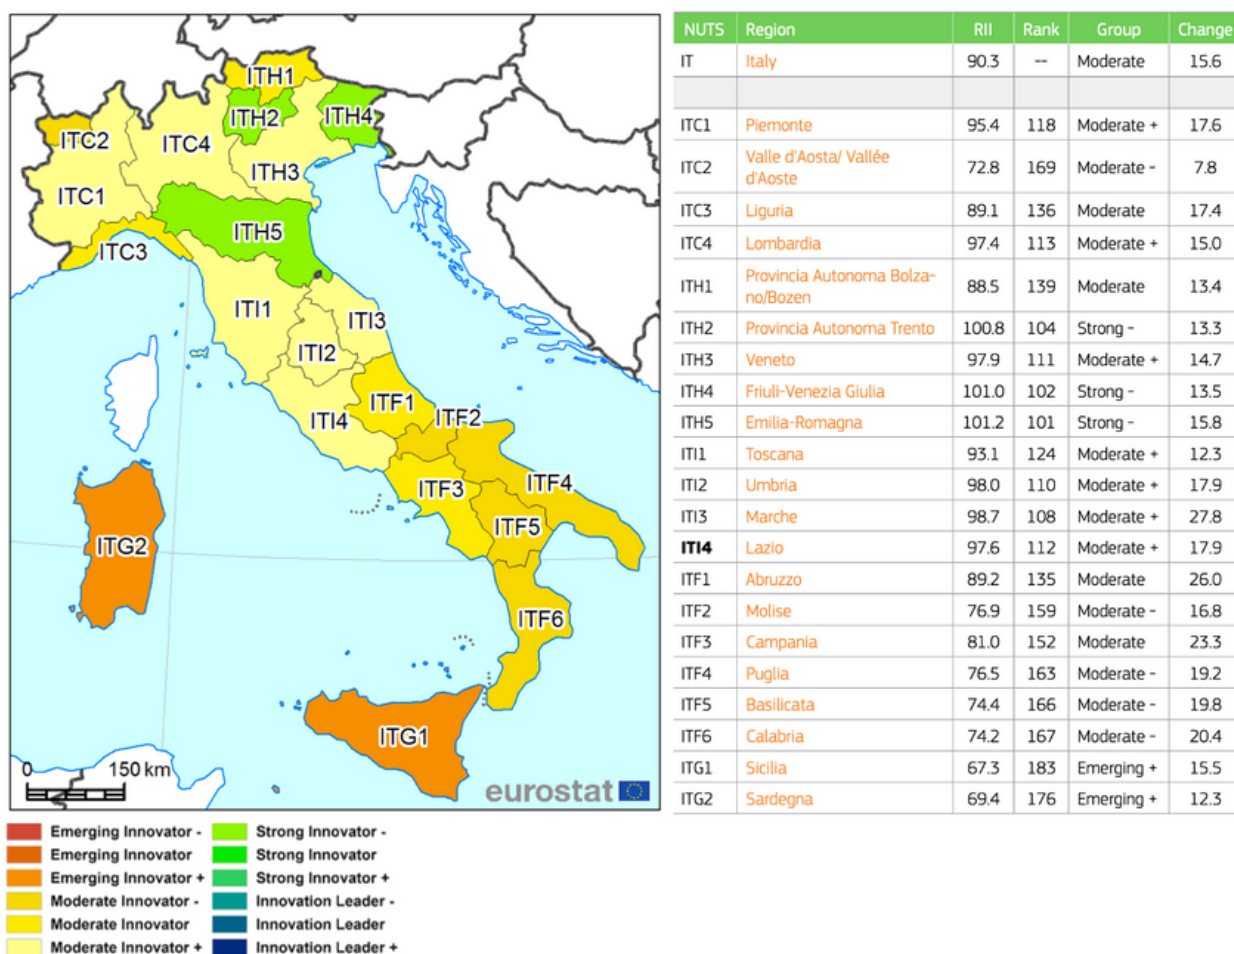 ITH1
ITH2
ITH4
ITC2
ITC4
ITH3
ITC1
ITH5
ITC3
ITI1
ITI3
ITI2
ITF1
ITF2
ITI4
ITF3
ITF4
ITF5
ITG2
ITF6
ITG1
0 150 km
eurostat
Emerging Innovator -
Emerging Innovator
Emerging Innovator +
Moderate Innovator -
Moderate Innovator
Moderate Innovator +
Strong Innovator -
Strong Innovator
Strong Innovator +
Innovation Leader -
Innovation Leader
Innovation Leader +
NUTS Region RII Rank Group Change
IT Italy 90.3 -- Moderate 15.6
ITC1 Piemonte 95.4 118 Moderate + 17.6
ITC2 Valle d'Aosta/ Vallée
d'Aoste 72.8 169 Moderate - 7.8
ITC3 Liguria 89.1 136 Moderate 17.4
ITC4 Lombardia 97.4 113 Moderate + 15.0
ITH1 Provincia Autonoma Bolza-
no/Bozen 88.5 139 Moderate 13.4
ITH2 Provincia Autonoma Trento 100.8 104 Strong - 13.3
ITH3 Veneto 97.9 111 Moderate + 14.7
ITH4 Friuli-Venezia Giulia 101.0 102 Strong - 13.5
ITH5 Emilia-Romagna 101.2 101 Strong - 15.8
ITI1 Toscana 93.1 124 Moderate + 12.3
ITI2 Umbria 98.0 110 Moderate + 17.9
ITI3 Marche 98.7 108 Moderate + 27.8
ITI4 Lazio 97.6 112 Moderate + 17.9
ITF1 Abruzzo 89.2 135 Moderate 26.0
ITF2 Molise 76.9 159 Moderate - 16.8
ITF3 Campania 81.0 152 Moderate 23.3
ITF4 Puglia 76.5 163 Moderate - 19.2
ITF5 Basilicata 74.4 166 Moderate - 19.8
ITF6 Calabria 74.2 167 Moderate - 20.4
ITG1 Sicilia 67.3 183 Emerging + 15.5
ITG2 Sardegna 69.4 176 Emerging + 12.3